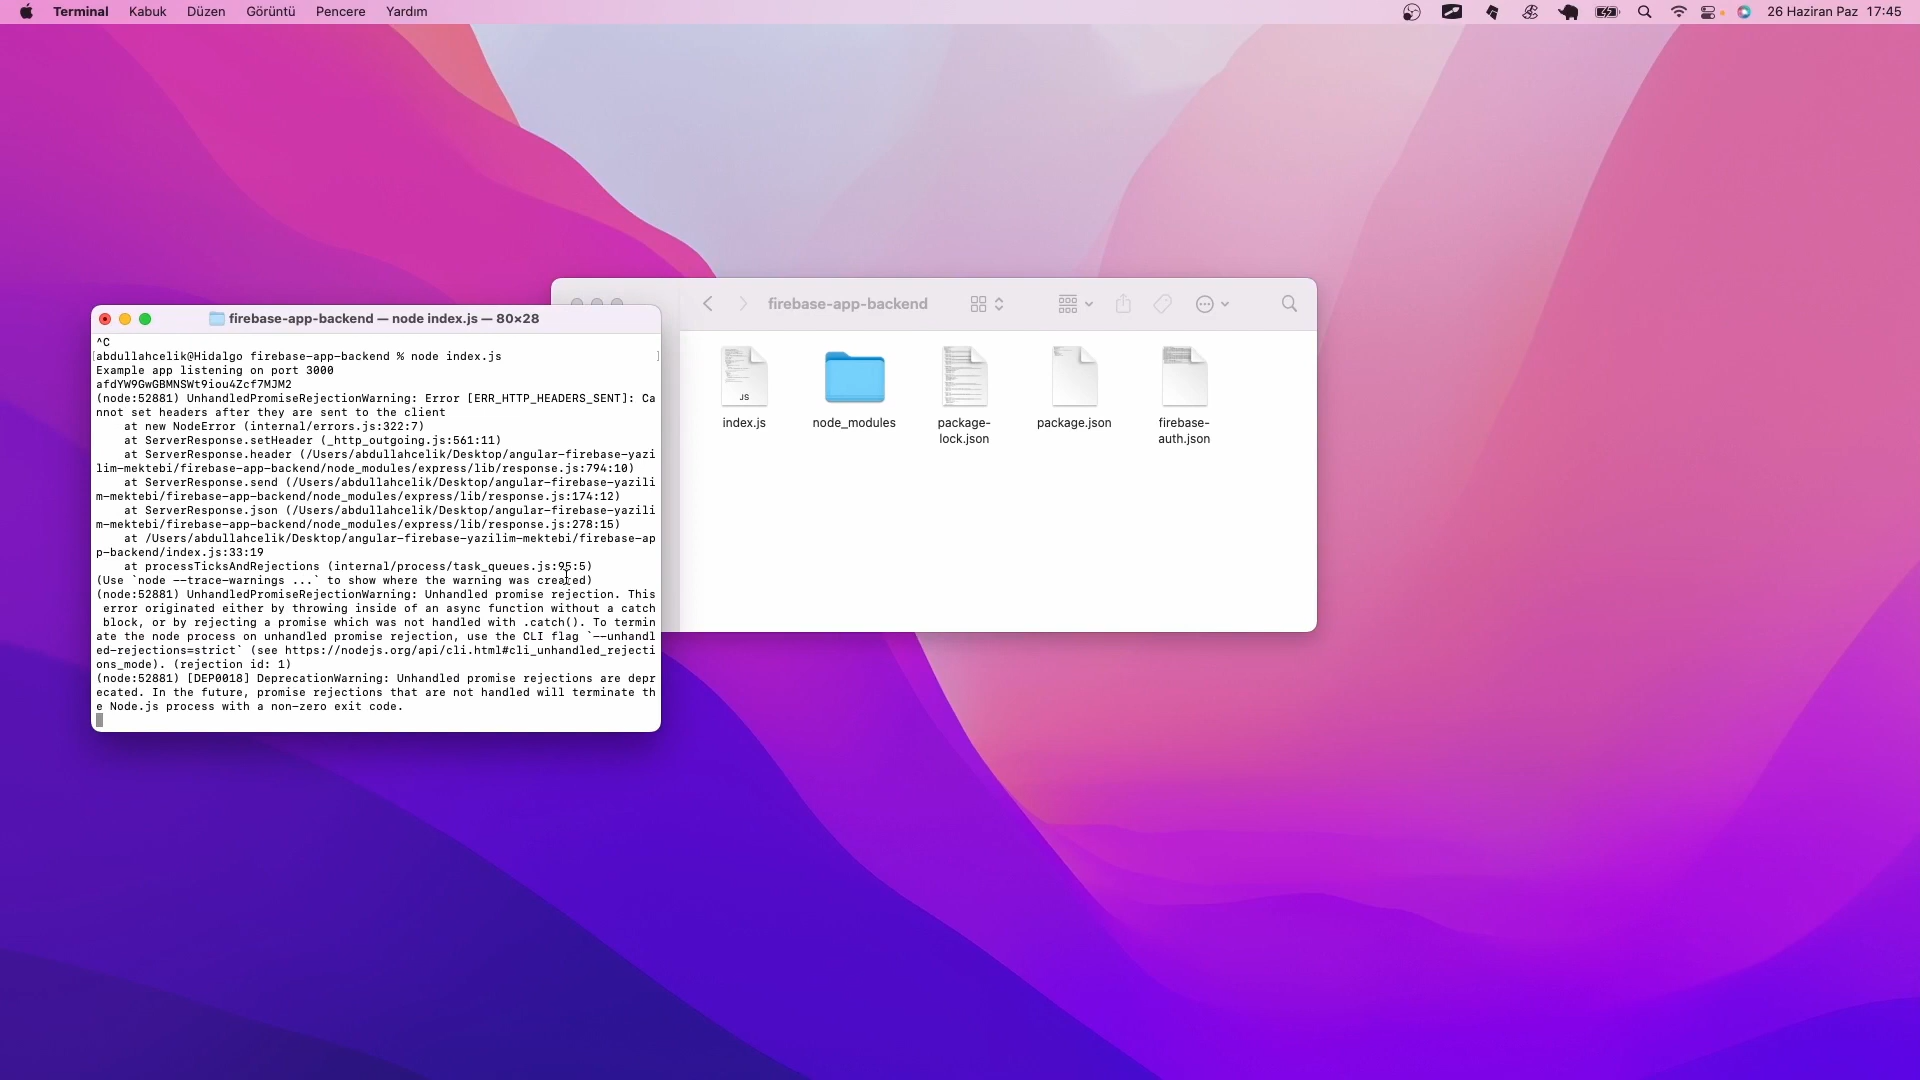 Terminal Kabuk Düzen Görüntü Pencere Yardım 26 Haziran Paz 17:45
firebase-app-backend
index.js
node_modules
package-
lock.json
package.json
firebase-
auth.json
JS
firebase-app-backend — node index.js — 80×28
^C
[abdullahcelik@Hidalgo firebase-app-backend % node index.js ]
Example app listening on port 3000
afdYW9GwGBMNSWt9iou4Zcf7MJM2
(node:52881) UnhandledPromiseRejectionWarning: Error [ERR_HTTP_HEADERS_SENT]: Ca
nnot set headers after they are sent to the client
    at new NodeError (internal/errors.js:322:7)
    at ServerResponse.setHeader (_http_outgoing.js:561:11)
    at ServerResponse.header (/Users/abdullahcelik/Desktop/angular-firebase-yazi
lim-mektebi/firebase-app-backend/node_modules/express/lib/response.js:794:10)
    at ServerResponse.send (/Users/abdullahcelik/Desktop/angular-firebase-yazili
m-mektebi/firebase-app-backend/node_modules/express/lib/response.js:174:12)
    at ServerResponse.json (/Users/abdullahcelik/Desktop/angular-firebase-yazili
m-mektebi/firebase-app-backend/node_modules/express/lib/response.js:278:15)
    at /Users/abdullahcelik/Desktop/angular-firebase-yazilim-mektebi/firebase-ap
p-backend/index.js:33:19
    at processTicksAndRejections (internal/process/task_queues.js:95:5)
(Use `node --trace-warnings ...` to show where the warning was created)
(node:52881) UnhandledPromiseRejectionWarning: Unhandled promise rejection. This
 error originated either by throwing inside of an async function without a catch
 block, or by rejecting a promise which was not handled with .catch(). To termin
ate the node process on unhandled promise rejection, use the CLI flag `--unhandl
ed-rejections=strict` (see https://nodejs.org/api/cli.html#cli_unhandled_rejecti
ons_mode). (rejection id: 1)
(node:52881) [DEP0018] DeprecationWarning: Unhandled promise rejections are depr
ecated. In the future, promise rejections that are not handled will terminate th
e Node.js process with a non-zero exit code.